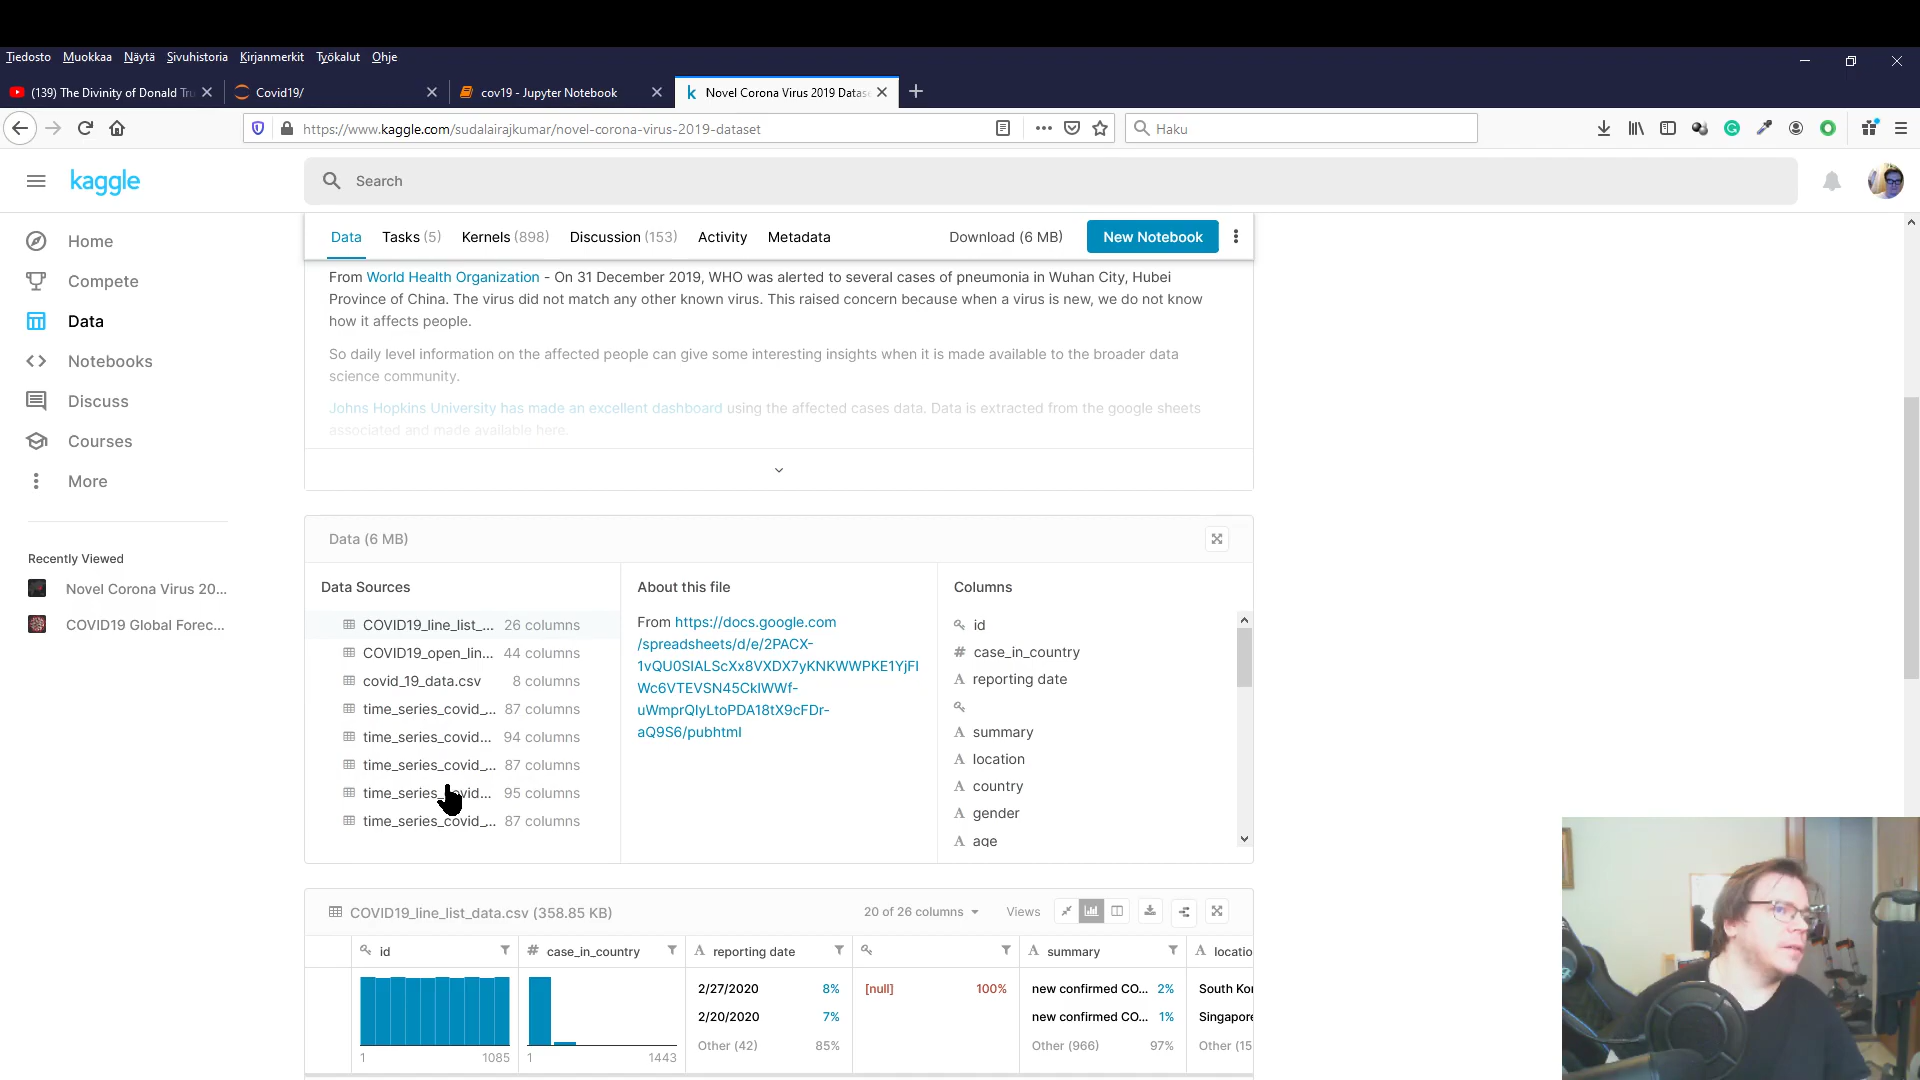 Tiedosto Muokkaa Näytä Sivuhistoria Kirjanmerkit Työkalut Ohje
(139) The Divinity of Donald Tru
Covid19/
cov19 - Jupyter Notebook
Novel Corona Virus 2019 Datase
https://www.kaggle.com/sudalairajkumar/novel-corona-virus-2019-dataset
Haku
kaggle
Search
Home
Compete
Data
Notebooks
Discuss
Courses
More
Recently Viewed
Novel Corona Virus 20...
COVID19 Global Forec...
Data Tasks (5) Kernels (898) Discussion (153) Activity Metadata Download (6 MB) New Notebook
From World Health Organization - On 31 December 2019, WHO was alerted to several cases of pneumonia in Wuhan City, Hubei
Province of China. The virus did not match any other known virus. This raised concern because when a virus is new, we do not know
how it affects people.
So daily level information on the affected people can give some interesting insights when it is made available to the broader data
science community.
Johns Hopkins University has made an excellent dashboard using the affected cases data. Data is extracted from the google sheets
associated and made available here.
Data (6 MB)
Data Sources
COVID19_line_list_... 26 columns
COVID19_open_lin... 44 columns
covid_19_data.csv 8 columns
time_series_covid_... 87 columns
time_series_covid... 94 columns
time_series_covid_... 87 columns
time_series_covid... 95 columns
time_series_covid_... 87 columns
About this file
From https://docs.google.com
/spreadsheets/d/e/2PACX-
1vQU0SIALScXx8VXDX7yKNKWWPKE1YjFI
Wc6VTEVSN45CklWWf-
uWmprQIyLtoPDA18tX9cFDr-
aQ9S6/pubhtml
Columns
id
# case_in_country
A reporting date
A summary
A location
A country
A gender
A age
COVID19_line_list_data.csv (358.85 KB)
20 of 26 columns
Views
id
# case_in_country
A reporting date
A summary
A locatio
1 1085
1 1443
2/27/2020 8%
2/20/2020 7%
Other (42) 85%
[null] 100%
new confirmed CO... 2%
new confirmed CO... 1%
Other (966) 97%
South Kor
Singapore
Other (15